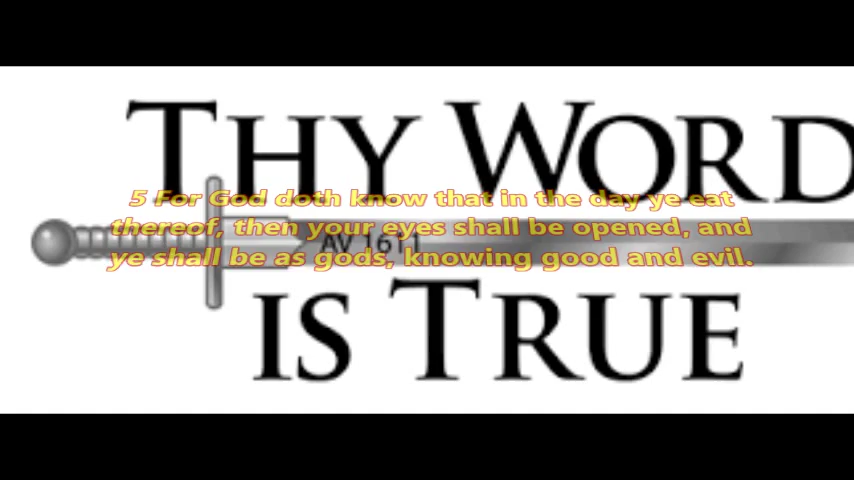 THY WORD
5 For God doth know that in the day ye eat
thereof, then your eyes shall be opened, and
AV 1611
ye shall be as gods, knowing good and evil.
IS TRUE